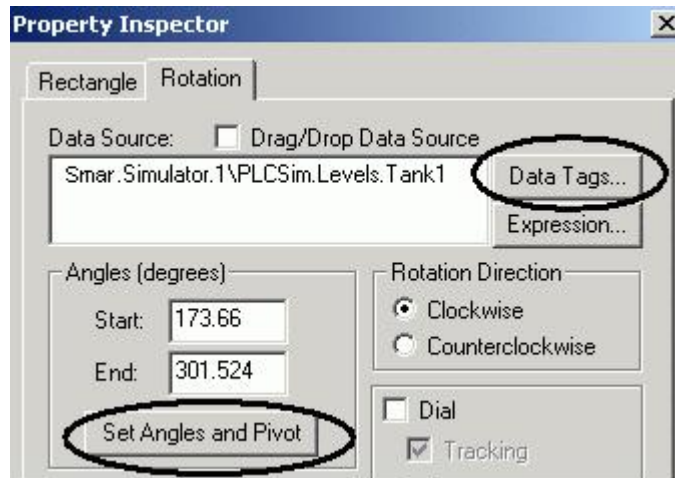 Property Inspector
Rectangle Rotation
Data Source: Drag/Drop Data Source
Smar.Simulator.1\PLCSim.Levels.Tank1
Data Tags...
Expression...
Angles (degrees)
Start: 173.66
End: 301.524
Set Angles and Pivot
Rotation Direction
Clockwise
Counterclockwise
Dial
Tracking